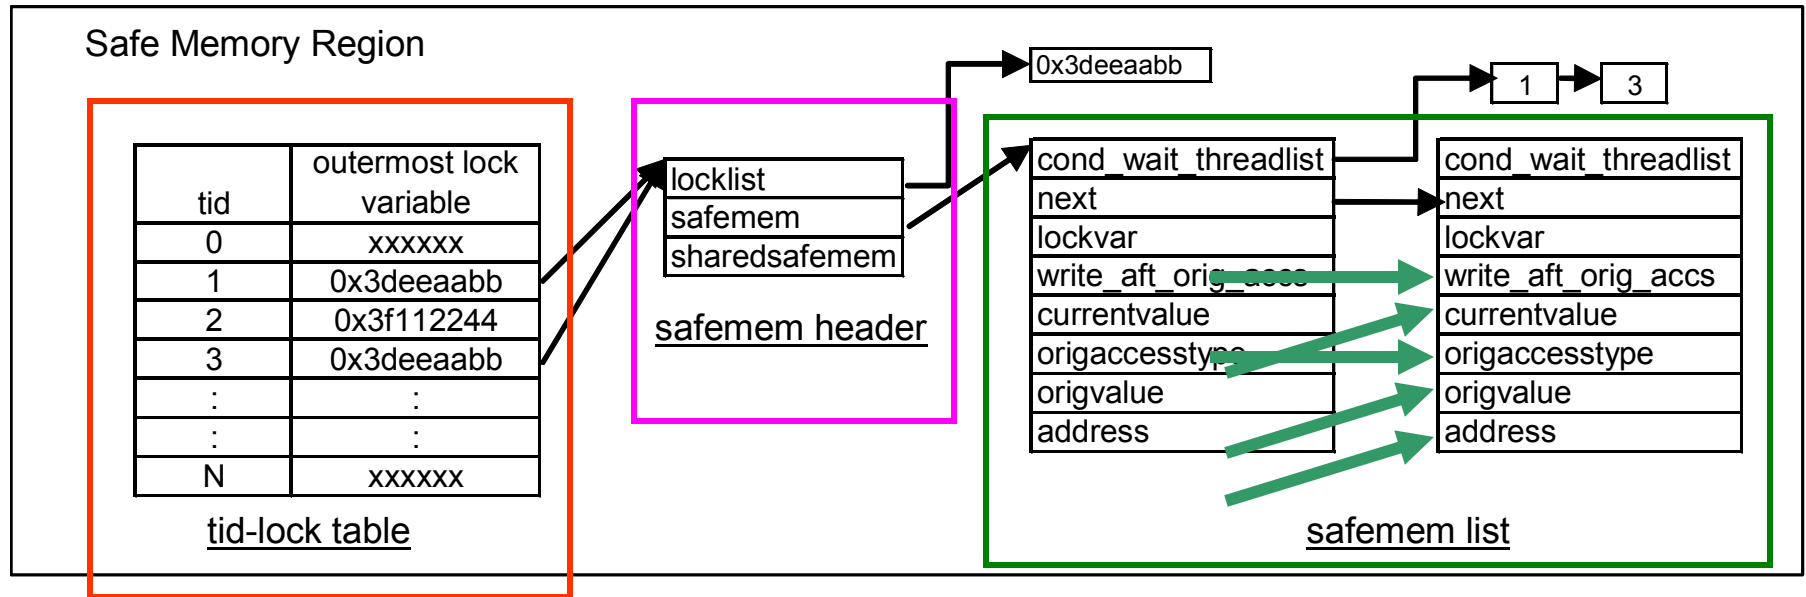 Safe Memory Region
tid
outermost lock
variable
0 xxxxxx
1 0x3deeaabb
2 0x3f112244
3 0x3deeaabb
: :
: :
N xxxxxx
tid-lock table
locklist
safemem
sharedsafemem
safemem header
0x3deeaabb
1
3
cond_wait_threadlist
next
lockvar
write_aft_orig_accs
currentvalue
origaccesstype
origvalue
address
cond_wait_threadlist
next
lockvar
write_aft_orig_accs
currentvalue
origaccesstype
origvalue
address
safemem list